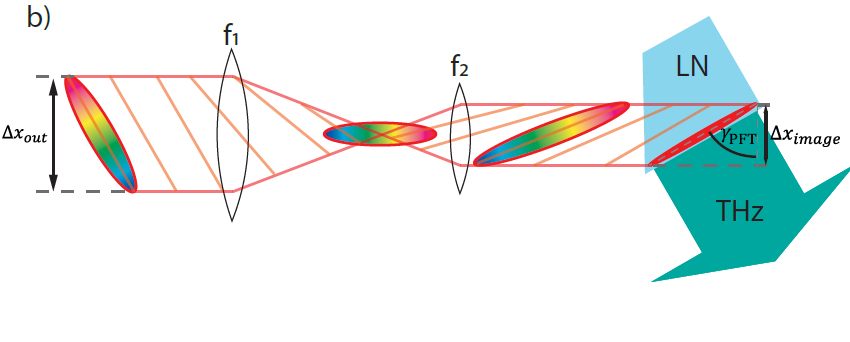 b)
f₁
f₂
LN
Δx_out
γ_PFT
Δx_image
THz